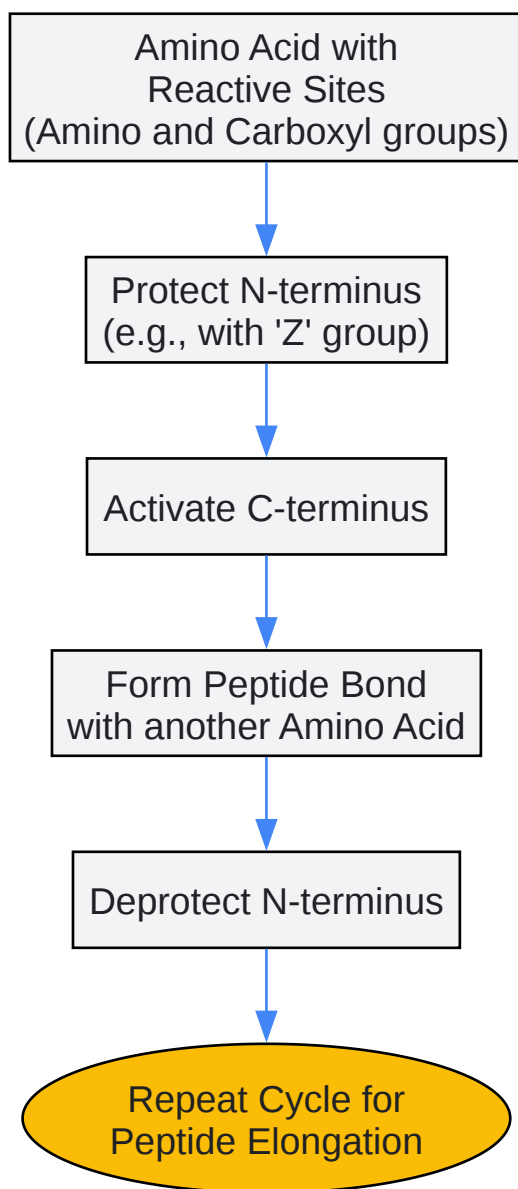 Amino Acid with
Reactive Sites
(Amino and Carboxyl groups)
Protect N-terminus
(e.g., with 'Z' group)
Activate C-terminus
Form Peptide Bond
with another Amino Acid
Deprotect N-terminus
Repeat Cycle for
Peptide Elongation